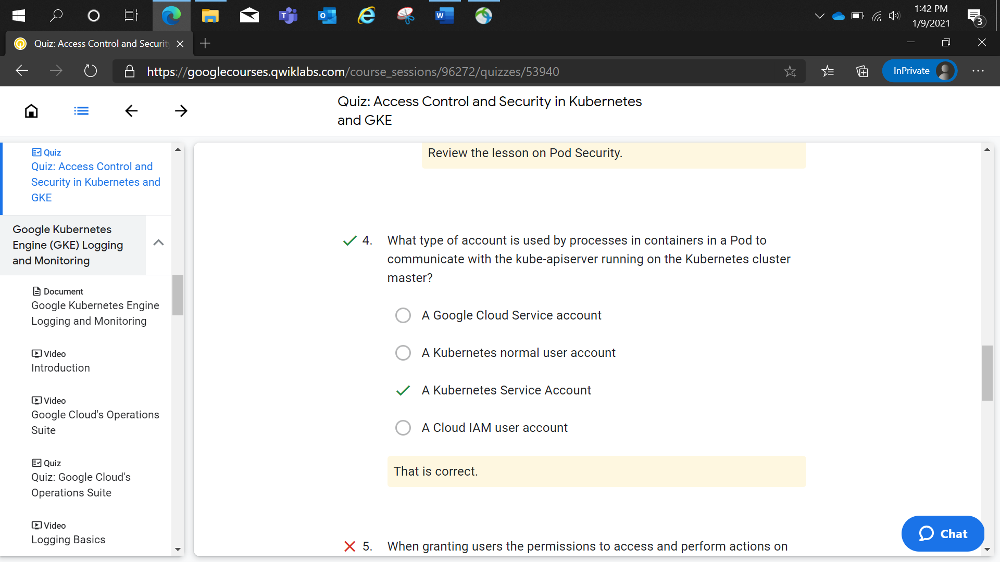 1:42 PM
1/9/2021
3
Quiz: Access Control and Securit
https://googlecourses.qwiklabs.com/course_sessions/96272/quizzes/53940
InPrivate
Quiz: Access Control and Security in Kubernetes
and GKE
Quiz
Quiz: Access Control and
Security in Kubernetes and
GKE
Google Kubernetes
Engine (GKE) Logging
and Monitoring
Document
Google Kubernetes Engine
Logging and Monitoring
Video
Introduction
Video
Google Cloud's Operations
Suite
Quiz
Quiz: Google Cloud's
Operations Suite
Video
Logging Basics
Review the lesson on Pod Security.
4. What type of account is used by processes in containers in a Pod to
communicate with the kube-apiserver running on the Kubernetes cluster
master?
A Google Cloud Service account
A Kubernetes normal user account
A Kubernetes Service Account
A Cloud IAM user account
That is correct.
5. When granting users the permissions to access and perform actions on
Chat